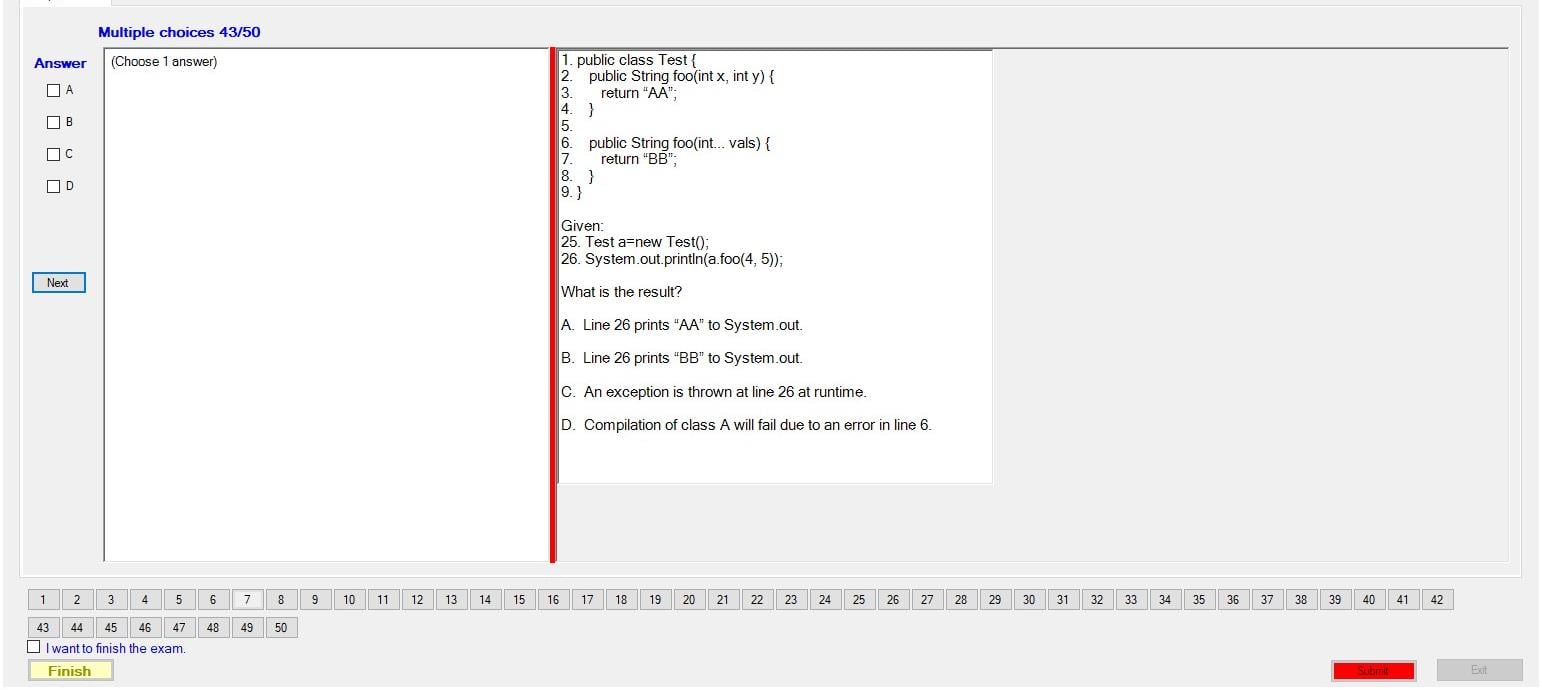 Multiple choices 43/50
Answer
(Choose 1 answer)
A
B
C
D
Next
1. public class Test {
2. public String foo(int x, int y) {
3. return “AA”;
4. }
5.
6. public String foo(int... vals) {
7. return “BB”;
8. }
9. }
Given:
25. Test a=new Test();
26. System.out.println(a.foo(4, 5));
What is the result?
A. Line 26 prints “AA” to System.out.
B. Line 26 prints “BB” to System.out.
C. An exception is thrown at line 26 at runtime.
D. Compilation of class A will fail due to an error in line 6.
1 2 3 4 5 6 7 8 9 10 11 12 13 14 15 16 17 18 19 20 21 22 23 24 25 26 27 28 29 30 31 32 33 34 35 36 37 38 39 40 41 42
43 44 45 46 47 48 49 50
I want to finish the exam.
Finish Submit Exit